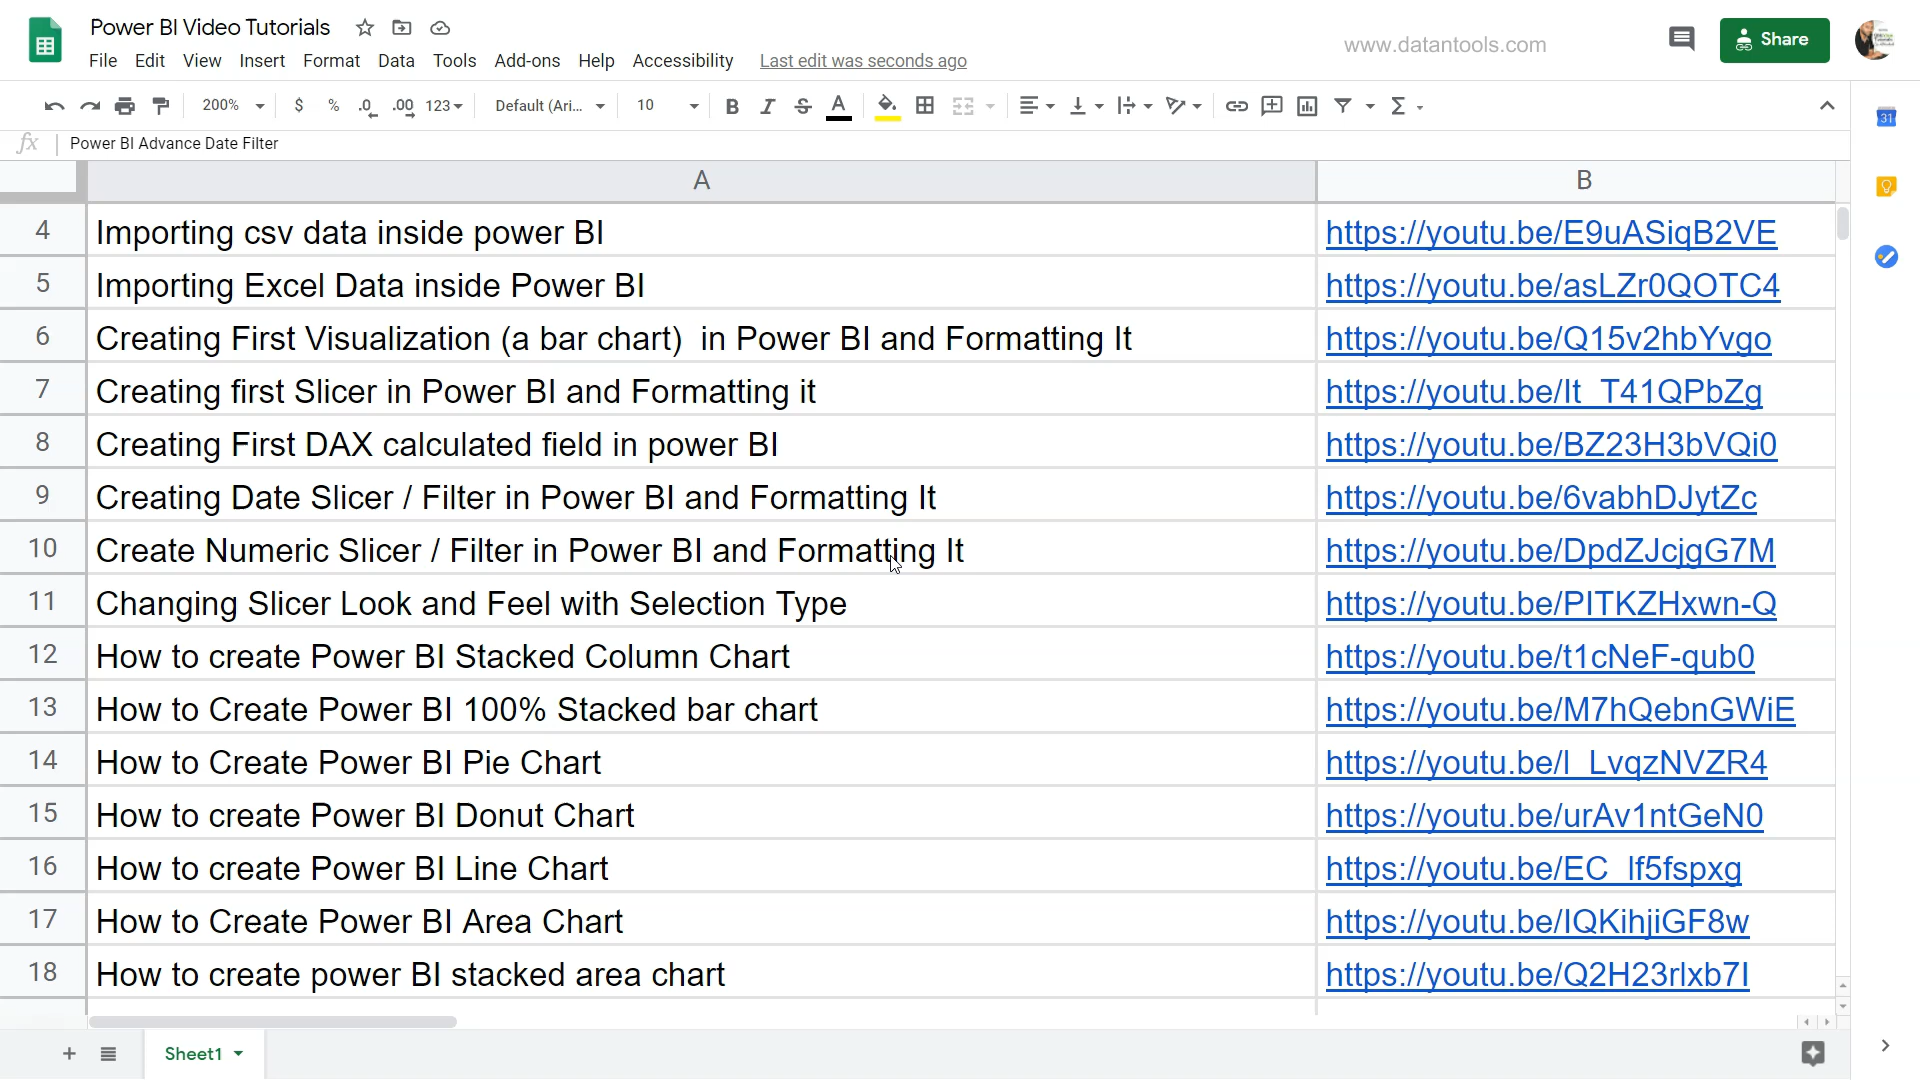 Power BI Video Tutorials
File Edit View Insert Format Data Tools Add-ons Help Accessibility Last edit was seconds ago
www.datantools.com
Share
200% $ % .0 .00 123 Default (Ari... 10 B I S A
31
fx Power BI Advance Date Filter
A B
4 Importing csv data inside power BI https://youtu.be/E9uASiqB2VE
5 Importing Excel Data inside Power BI https://youtu.be/asLZr0QOTC4
6 Creating First Visualization (a bar chart)  in Power BI and Formatting It https://youtu.be/Q15v2hbYvgo
7 Creating first Slicer in Power BI and Formatting it https://youtu.be/It_T41QPbZg
8 Creating First DAX calculated field in power BI https://youtu.be/BZ23H3bVQi0
9 Creating Date Slicer / Filter in Power BI and Formatting It https://youtu.be/6vabhDJytZc
10 Create Numeric Slicer / Filter in Power BI and Formatting It https://youtu.be/DpdZJcjgG7M
11 Changing Slicer Look and Feel with Selection Type https://youtu.be/PITKZHxwn-Q
12 How to create Power BI Stacked Column Chart https://youtu.be/t1cNeF-qub0
13 How to Create Power BI 100% Stacked bar chart https://youtu.be/M7hQebnGWiE
14 How to Create Power BI Pie Chart https://youtu.be/l_LvqzNVZR4
15 How to create Power BI Donut Chart https://youtu.be/urAv1ntGeN0
16 How to create Power BI Line Chart https://youtu.be/EC_lf5fspxg
17 How to Create Power BI Area Chart https://youtu.be/IQKihjiGF8w
18 How to create power BI stacked area chart https://youtu.be/Q2H23rlxb7I
Sheet1